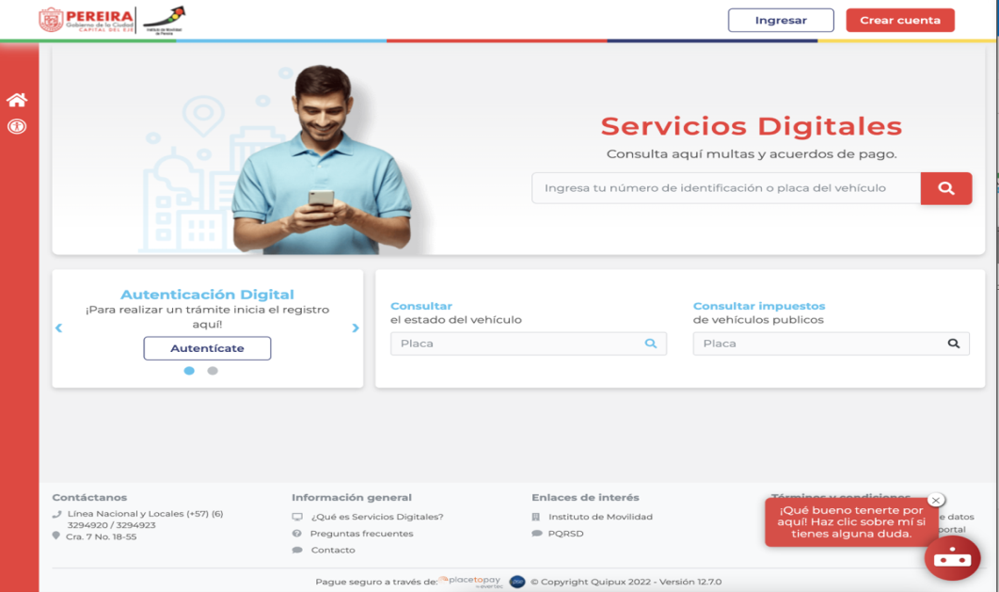 PEREIRA
Gobierno de la Ciudad
CAPITAL DEL EJE
Instituto de Movilidad
de Pereira
Ingresar
Crear cuenta
Servicios Digitales
Consulta aquí multas y acuerdos de pago.
Ingresa tu número de identificación o placa del vehículo
Autenticación Digital
¡Para realizar un trámite inicia el registro
aquí!
Autentícate
Consultar
el estado del vehículo
Placa
Consultar impuestos
de vehículos publicos
Placa
Contáctanos
Línea Nacional y Locales (+57) (6)
3294920 / 3294923
Cra. 7 No. 18-55
Información general
¿Qué es Servicios Digitales?
Preguntas frecuentes
Contacto
Enlaces de interés
Instituto de Movilidad
PQRSD
Términos y condiciones
e datos
portal
¡Qué bueno tenerte por
aquí! Haz clic sobre mí si
tienes alguna duda.
Pague seguro a través de: placetopay
evertec
© Copyright Quipux 2022 - Versión 12.7.0